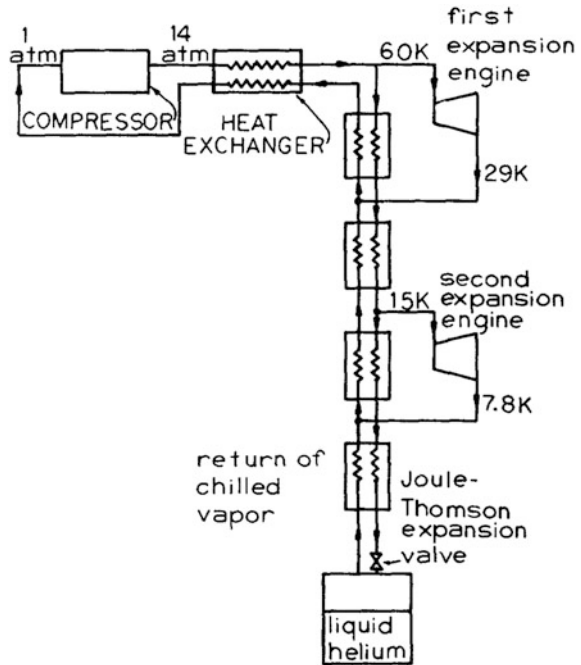 1
atm
14
atm
COMPRESSOR
HEAT
EXCHANGER
60K
first
expansion
engine
29K
15K
second
expansion
engine
7.8K
return of
chilled
vapor
Joule-
Thomson
expansion
valve
liquid
helium